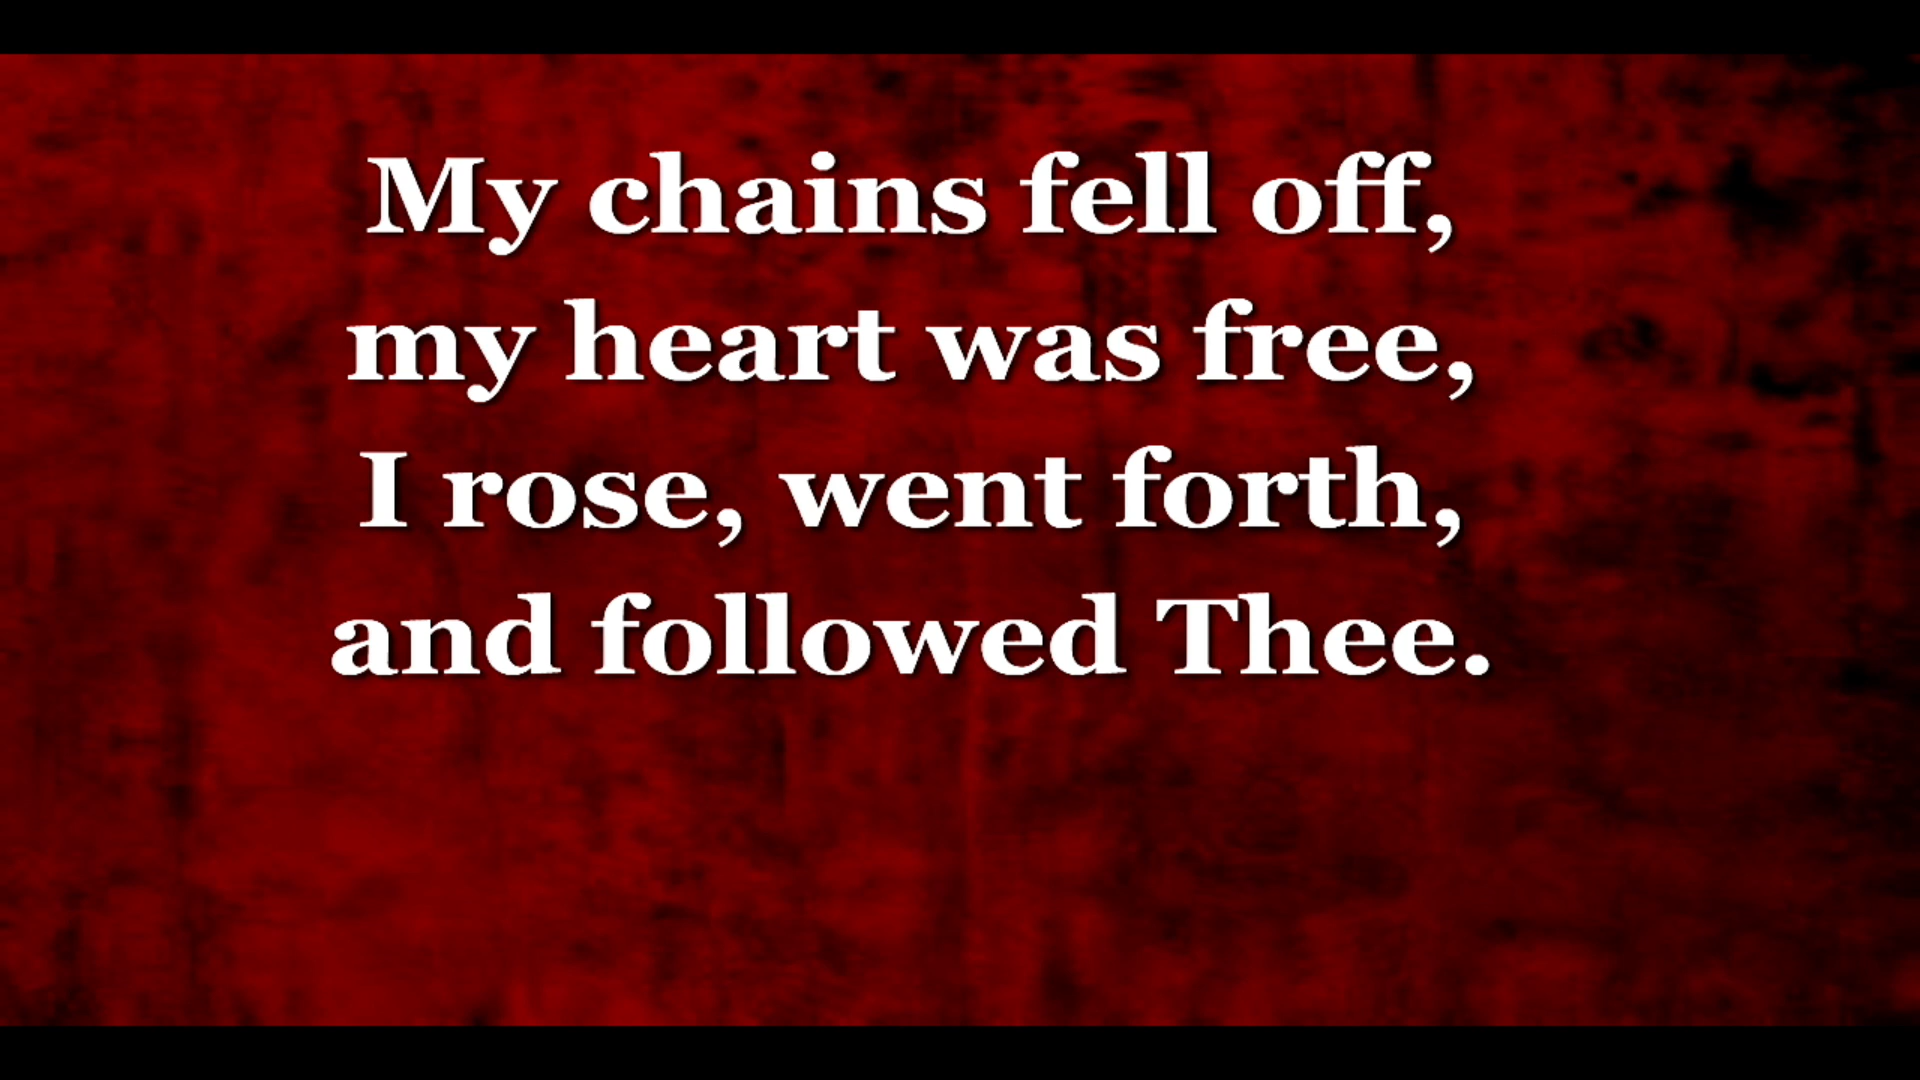 My chains fell off,
my heart was free,
I rose, went forth,
and followed Thee.